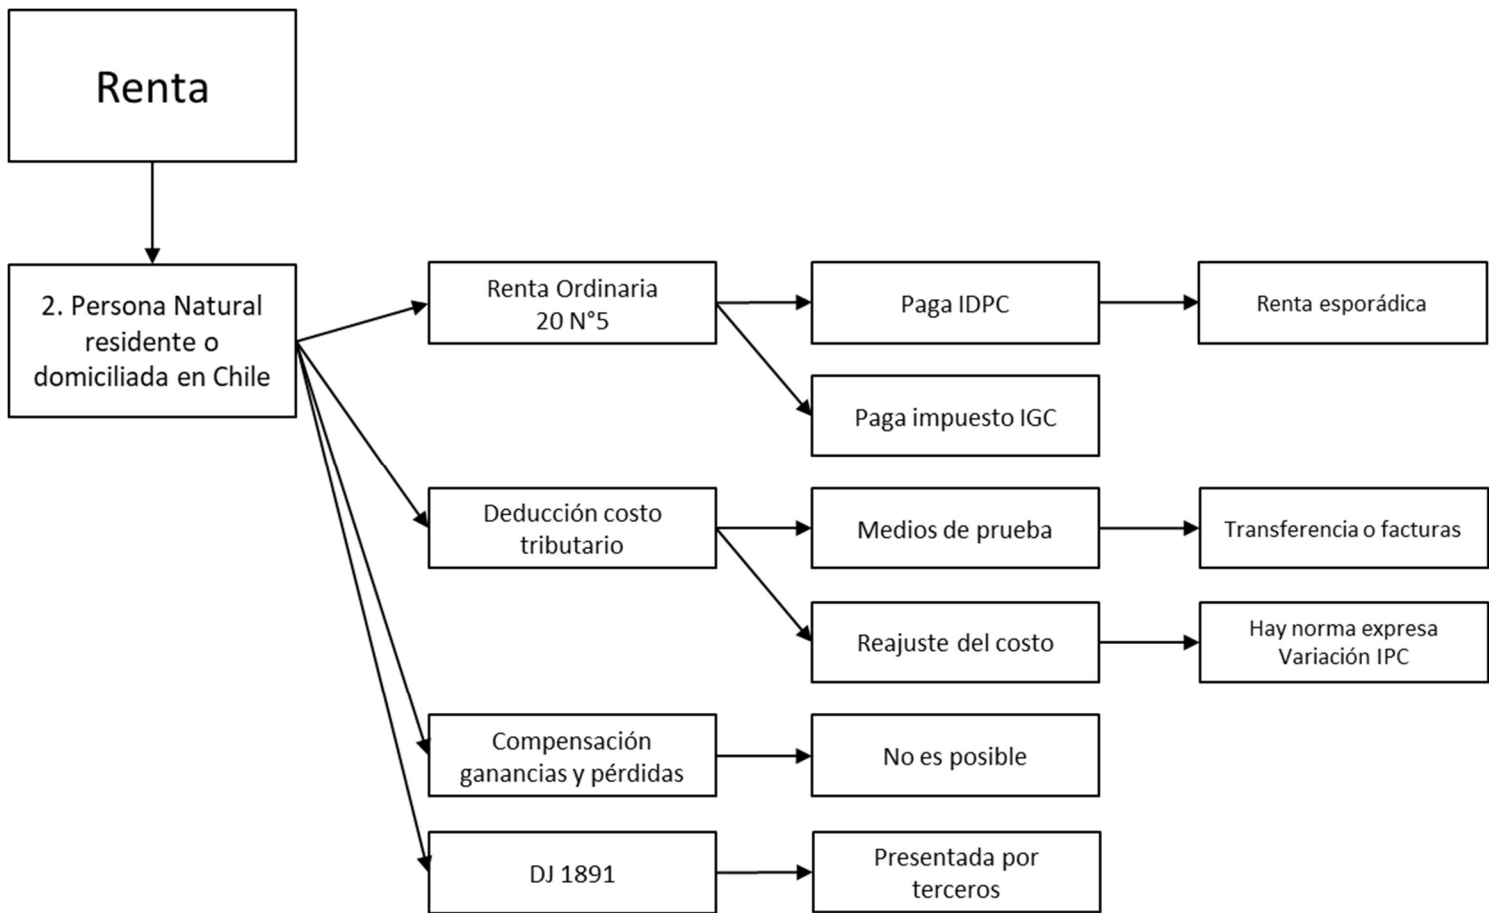 Renta
2. Persona Natural
residente o
domiciliada en Chile
Renta Ordinaria
20 N°5
Paga IDPC
Renta esporádica
Paga impuesto IGC
Deducción costo
tributario
Medios de prueba
Transferencia o facturas
Reajuste del costo
Hay norma expresa
Variación IPC
Compensación
ganancias y pérdidas
No es posible
DJ 1891
Presentada por
terceros